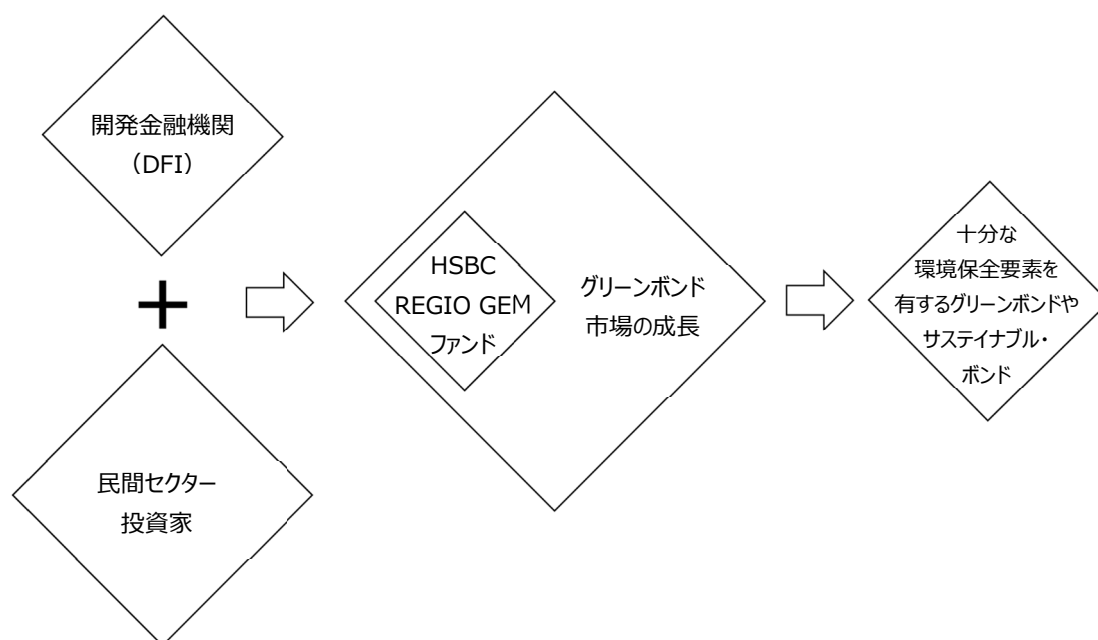 開発金融機関
（DFI）
+
民間セクター
投資家
HSBC
REGIO GEM
ファンド
グリーンボンド
市場の成長
十分な
環境保全要素を
有するグリーンボンドや
サステイナブル・
ボンド